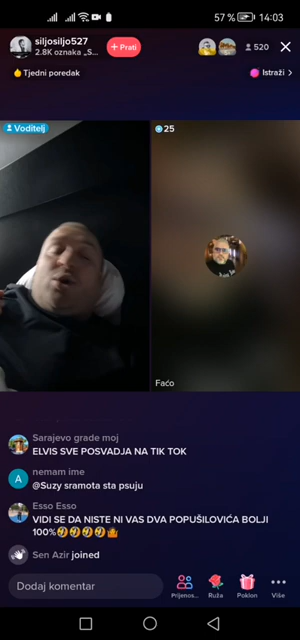 57 % 14:03
siljosiljo527
2.8K oznaka „S...
+ Prati
520
Tjedni poredak
Istraži >
Voditelj
25
Faćo
Sarajevo grade moj
ELVIS SVE POSVADJA NA TIK TOK
A
nemam ime
@Suzy sramota sta psuju
Esso Esso
VIDI SE DA NISTE NI VAS DVA POPUŠILOVIĆA BOLJI
100%🤣🤣🤣🤣🤷
Sen Azir joined
Dodaj komentar
Prijenos...
Ruža
Poklon
Više